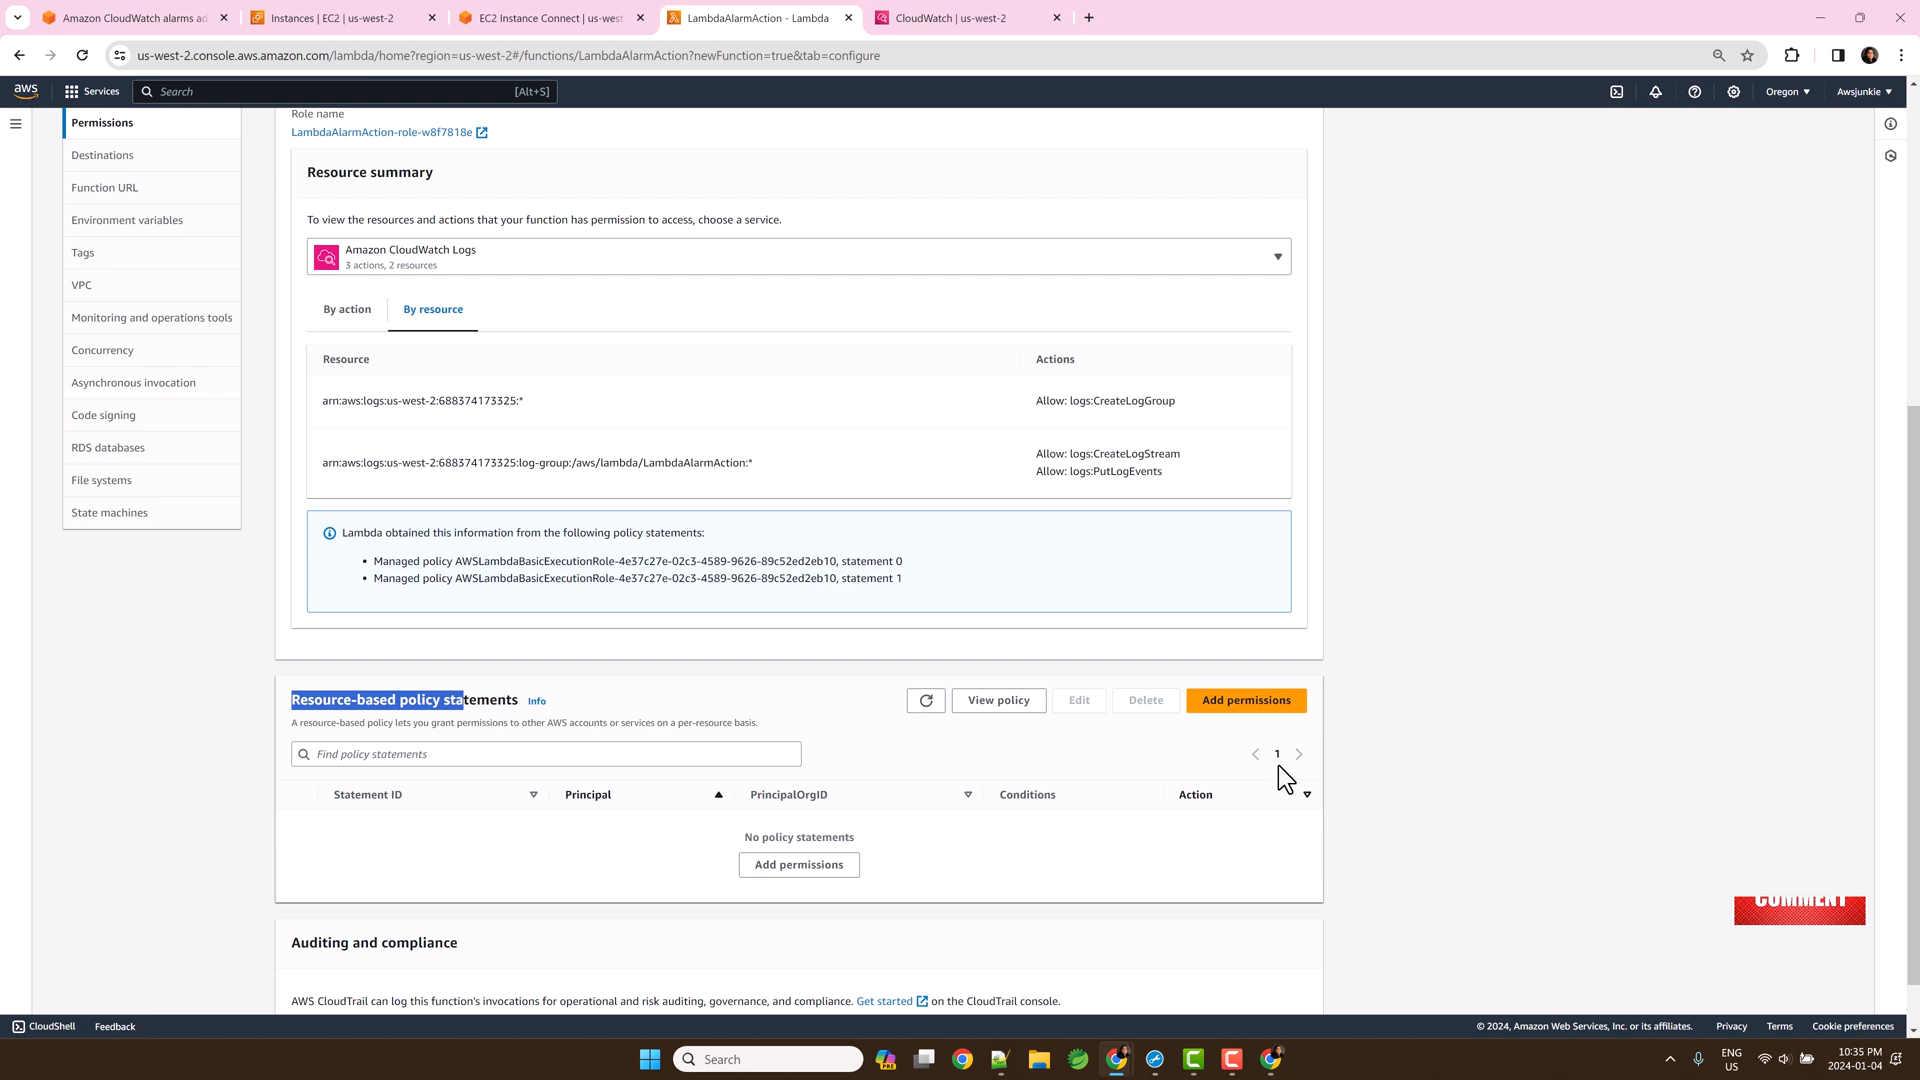 Amazon CloudWatch alarms ad
Instances | EC2 | us-west-2
EC2 Instance Connect | us-wes
LambdaAlarmAction - Lambda
CloudWatch | us-west-2
us-west-2.console.aws.amazon.com/lambda/home?region=us-west-2#/functions/LambdaAlarmAction?newFunction=true&tab=configure
aws
Services
Search
[Alt+S]
Oregon
Awsjunkie
Permissions
Destinations
Function URL
Environment variables
Tags
VPC
Monitoring and operations tools
Concurrency
Asynchronous invocation
Code signing
RDS databases
File systems
State machines
Role name
LambdaAlarmAction-role-w8f7818e
Resource summary
To view the resources and actions that your function has permission to access, choose a service.
Amazon CloudWatch Logs
3 actions, 2 resources
By action
By resource
Resource
Actions
arn:aws:logs:us-west-2:688374173325:*
Allow: logs:CreateLogGroup
arn:aws:logs:us-west-2:688374173325:log-group:/aws/lambda/LambdaAlarmAction:*
Allow: logs:CreateLogStream
Allow: logs:PutLogEvents
Lambda obtained this information from the following policy statements:
• Managed policy AWSLambdaBasicExecutionRole-4e37c27e-02c3-4589-9626-89c52ed2eb10, statement 0
• Managed policy AWSLambdaBasicExecutionRole-4e37c27e-02c3-4589-9626-89c52ed2eb10, statement 1
Resource-based policy statements
Info
View policy
Edit
Delete
Add permissions
A resource-based policy lets you grant permissions to other AWS accounts or services on a per-resource basis.
Find policy statements
1
Statement ID
Principal
PrincipalOrgID
Conditions
Action
No policy statements
Add permissions
COMMENT
Auditing and compliance
AWS CloudTrail can log this function's invocations for operational and risk auditing, governance, and compliance. Get started on the CloudTrail console.
CloudShell
Feedback
© 2024, Amazon Web Services, Inc. or its affiliates.
Privacy
Terms
Cookie preferences
Search
PRE
ENG
US
10:35 PM
2024-01-04